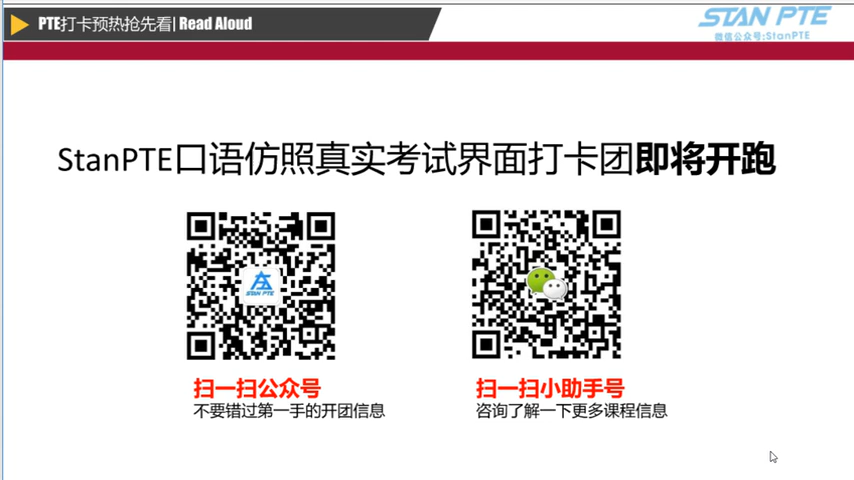 PTE打卡预热抢先看| Read Aloud
STAN PTE
微信公众号:StanPTE
StanPTE口语仿照真实考试界面打卡团即将开跑
STAN PTE
扫一扫公众号
不要错过第一手的开团信息
扫一扫小助手号
咨询了解一下更多课程信息